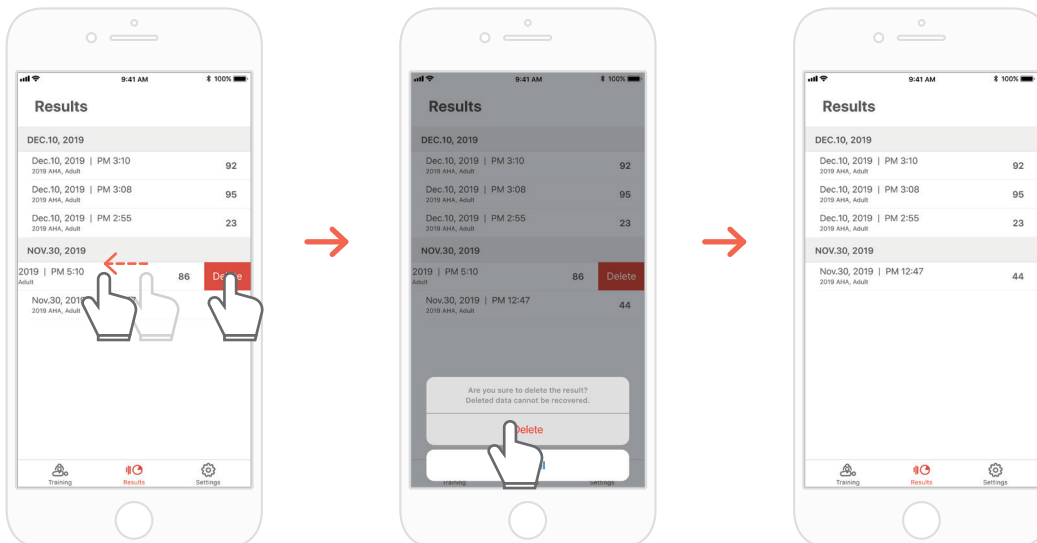 9:41 AM
100%
Results
DEC.10, 2019
Dec.10, 2019 | PM 3:10
2019 AHA, Adult
92
Dec.10, 2019 | PM 3:08
2019 AHA, Adult
95
Dec.10, 2019 | PM 2:55
2019 AHA, Adult
23
NOV.30, 2019
2019 | PM 5:10
Adult
86
Nov.30,
2019 AHA, Adult
Training
Results
Settings
9:41 AM
100%
Results
DEC.10, 2019
Dec.10, 2019 | PM 3:10
2019 AHA, Adult
92
Dec.10, 2019 | PM 3:08
2019 AHA, Adult
95
Dec.10, 2019 | PM 2:55
2019 AHA, Adult
23
NOV.30, 2019
2019 | PM 5:10
Adult
86
Delete
Nov.30, 2019 | PM 12:47
2019 AHA, Adult
44
Are you sure to delete the result?
Deleted data cannot be recovered.
Delete
9:41 AM
100%
Results
DEC.10, 2019
Dec.10, 2019 | PM 3:10
2019 AHA, Adult
92
Dec.10, 2019 | PM 3:08
2019 AHA, Adult
95
Dec.10, 2019 | PM 2:55
2019 AHA, Adult
23
NOV.30, 2019
Nov.30, 2019 | PM 12:47
2019 AHA, Adult
44
Training
Results
Settings